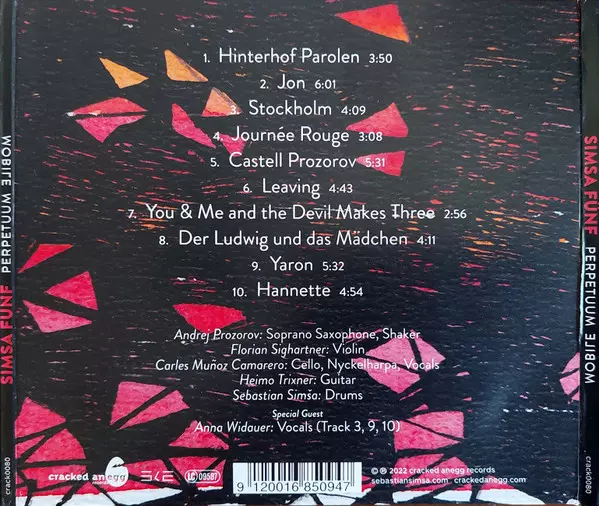 1. Hinterhof Parolen 3:50
2. Jon 6:01
3. Stockholm 4:09
4. Journée Rouge 3:08
5. Castell Prozorov 5:31
6. Leaving 4:43
7. You & Me and the Devil Makes Three 2:56
8. Der Ludwig und das Mädchen 4:11
9. Yaron 5:32
10. Hannette 4:54
Andrej Prozorov: Soprano Saxophone, Shaker
Florian Sighartner: Violin
Carles Muñoz Camarero: Cello, Nyckelharpa, Vocals
Heimo Trixner: Guitar
Sebastian Simsa: Drums
Special Guest
Anna Widauer: Vocals (Track 3, 9, 10)
cracked anegg
records
LC 09587
9 120016 850947
© ℗ 2022 cracked anegg records
sebastiansimsa.com, crackedanegg.com
SIMSA FÜNF PERPETUUM MOBILE
crack0080
SIMSA FÜNF PERPETUUM MOBILE
crack0080